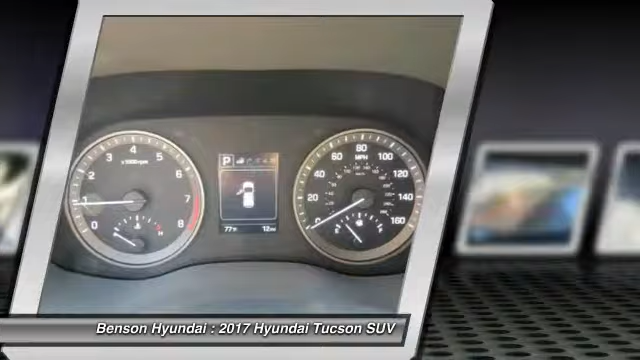 4
3 5
x1000rpm
2 6
1 7
0 8
P
77°F 12mi
80
60 100
MPH
40 120
20 140
0 160
Benson Hyundai : 2017 Hyundai Tucson SUV